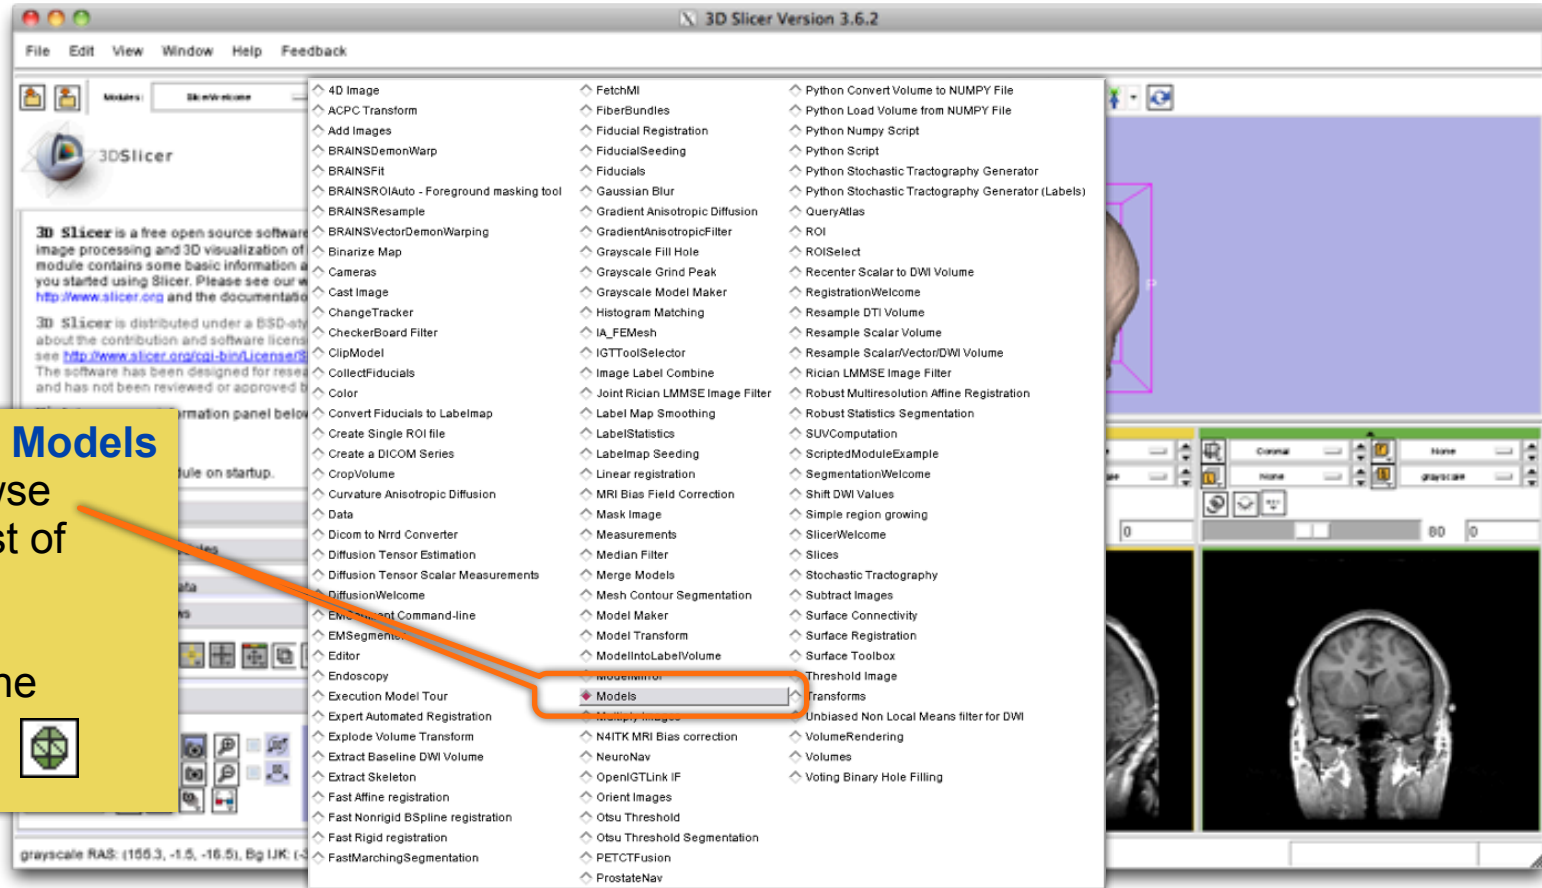 3D Slicer Version 3.6.2
File Edit View Window Help Feedback
Modules: SlicerWelcome
3DSlicer
3D Slicer is a free open source software
image processing and 3D visualization of
module contains some basic information a
you started using Slicer. Please see our w
http://www.slicer.org and the documentatio
3D Slicer is distributed under a BSD-sty
about the contribution and software licens
see http://www.slicer.org/cgi-bin/License/S
The software has been designed for resea
and has not been reviewed or approved b
rmation panel below
dule on startup.
Models
wse
st of
ne
4D Image
ACPC Transform
Add Images
BRAINSDemonWarp
BRAINSFit
BRAINSROIAuto - Foreground masking tool
BRAINSResample
BRAINSVectorDemonWarping
Binarize Map
Cameras
Cast Image
ChangeTracker
CheckerBoard Filter
ClipModel
CollectFiducials
Color
Convert Fiducials to Labelmap
Create Single ROI file
Create a DICOM Series
CropVolume
Curvature Anisotropic Diffusion
Data
Dicom to Nrrd Converter
Diffusion Tensor Estimation
Diffusion Tensor Scalar Measurements
DiffusionWelcome
EMSegment Command-line
EMSegmenter
Editor
Endoscopy
Execution Model Tour
Expert Automated Registration
Explode Volume Transform
Extract Baseline DWI Volume
Extract Skeleton
Fast Affine registration
Fast Nonrigid BSpline registration
Fast Rigid registration
FastMarchingSegmentation
FetchMI
FiberBundles
Fiducial Registration
FiducialSeeding
Fiducials
Gaussian Blur
Gradient Anisotropic Diffusion
GradientAnisotropicFilter
Grayscale Fill Hole
Grayscale Grind Peak
Grayscale Model Maker
Histogram Matching
IA_FEMesh
IGTToolSelector
Image Label Combine
Joint Rician LMMSE Image Filter
Label Map Smoothing
LabelStatistics
Labelmap Seeding
Linear registration
MRI Bias Field Correction
Mask Image
Measurements
Median Filter
Merge Models
Mesh Contour Segmentation
Model Maker
Model Transform
ModelIntoLabelVolume
ModelMirror
Models
Multiply Images
N4ITK MRI Bias correction
NeuroNav
OpenIGTLink IF
Orient Images
Otsu Threshold
Otsu Threshold Segmentation
PETCTFusion
ProstateNav
Python Convert Volume to NUMPY File
Python Load Volume from NUMPY File
Python Numpy Script
Python Script
Python Stochastic Tractography Generator
Python Stochastic Tractography Generator (Labels)
QueryAtlas
ROI
ROISelect
Recenter Scalar to DWI Volume
RegistrationWelcome
Resample DTI Volume
Resample Scalar Volume
Resample Scalar/Vector/DWI Volume
Rician LMMSE Image Filter
Robust Multiresolution Affine Registration
Robust Statistics Segmentation
SUVComputation
ScriptedModuleExample
SegmentationWelcome
Shift DWI Values
Simple region growing
SlicerWelcome
Slices
Stochastic Tractography
Subtract Images
Surface Connectivity
Surface Registration
Surface Toolbox
Threshold Image
Transforms
Unbiased Non Local Means filter for DWI
VolumeRendering
Volumes
Voting Binary Hole Filling
Coronal None
None grayscale
0
80 0
grayscale RAS: (155.3, -1.5, -16.5), Bg IJK: (-3